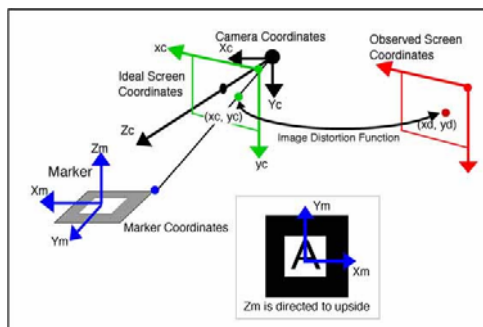 Camera Coordinates
Observed Screen
Coordinates
xc
Xc
Ideal Screen
Coordinates
Yc
(xc, yc)
(xd, yd)
Zc
Image Distortion Function
Zm
yc
Marker
Xm
Ym
Marker Coordinates
Ym
A
Xm
Zm is directed to upside